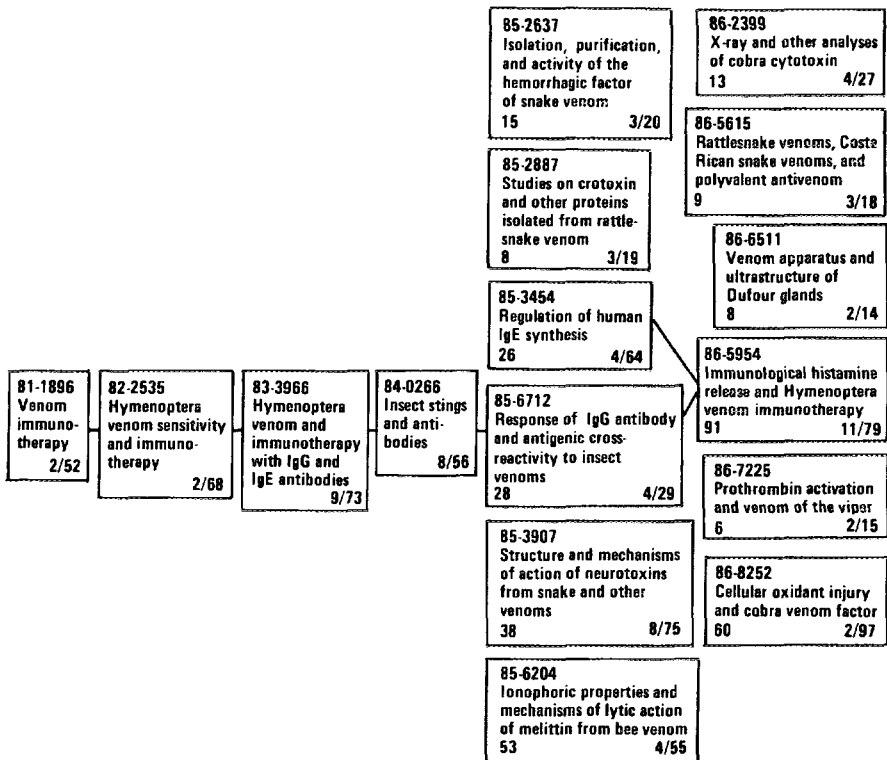 81-1896
Venom
immuno-
therapy
2/52
82-2535
Hymenoptera
venom sensitivity
and immuno-
therapy
2/68
83-3966
Hymenoptera
venom and
immunotherapy
with IgG and
IgE antibodies
9/73
84-0266
Insect stings
and anti-
bodies
8/56
85-2637
Isolation, purification,
and activity of the
hemorrhagic factor
of snake venom
15 3/20
85-2887
Studies on crotoxin
and other proteins
isolated from rattle-
snake venom
8 3/19
85-3454
Regulation of human
IgE synthesis
26 4/64
85-6712
Response of IgG antibody
and antigenic cross-
reactivity to insect
venoms
28 4/29
85-3907
Structure and mechanisms
of action of neurotoxins
from snake and other
venoms
38 8/75
85-6204
Ionophoric properties and
mechanisms of lytic action
of melittin from bee venom
53 4/55
86-2399
X-ray and other analyses
of cobra cytotoxin
13 4/27
86-5615
Rattlesnake venoms, Costa
Rican snake venoms, and
polyvalent antivenom
9 3/18
86-6511
Venom apparatus and
ultrastructure of
Dufour glands
8 2/14
86-5954
Immunological histamine
release and Hymenoptera
venom immunotherapy
91 11/79
86-7225
Prothrombin activation
and venom of the viper
6 2/15
86-8252
Cellular oxidant injury
and cobra venom factor
60 2/97